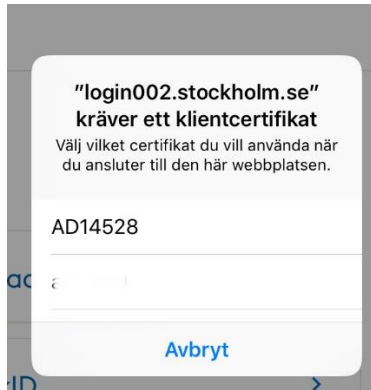 "login002.stockholm.se"
kräver ett klientcertifikat
Välj vilket certifikat du vill använda när
du ansluter till den här webbplatsen.
AD14528
Avbryt
ID